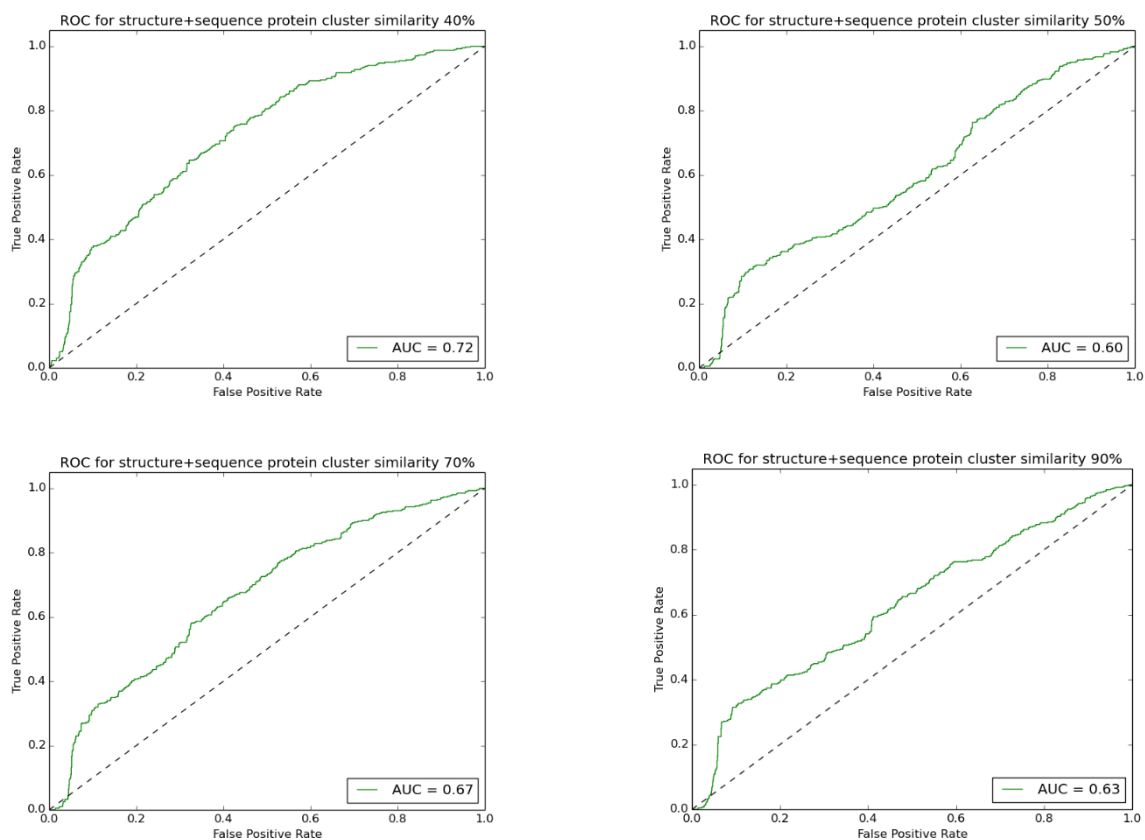 ROC for structure+sequence protein cluster similarity 40%
1.0
0.8
0.6
0.4
0.2
0.0
True Positive Rate
AUC = 0.72
0.0 0.2 0.4 0.6 0.8 1.0
False Positive Rate
ROC for structure+sequence protein cluster similarity 50%
1.0
0.8
0.6
0.4
0.2
0.0
True Positive Rate
AUC = 0.60
0.0 0.2 0.4 0.6 0.8 1.0
False Positive Rate
ROC for structure+sequence protein cluster similarity 70%
1.0
0.8
0.6
0.4
0.2
0.0
True Positive Rate
AUC = 0.67
0.0 0.2 0.4 0.6 0.8 1.0
False Positive Rate
ROC for structure+sequence protein cluster similarity 90%
1.0
0.8
0.6
0.4
0.2
0.0
True Positive Rate
AUC = 0.63
0.0 0.2 0.4 0.6 0.8 1.0
False Positive Rate